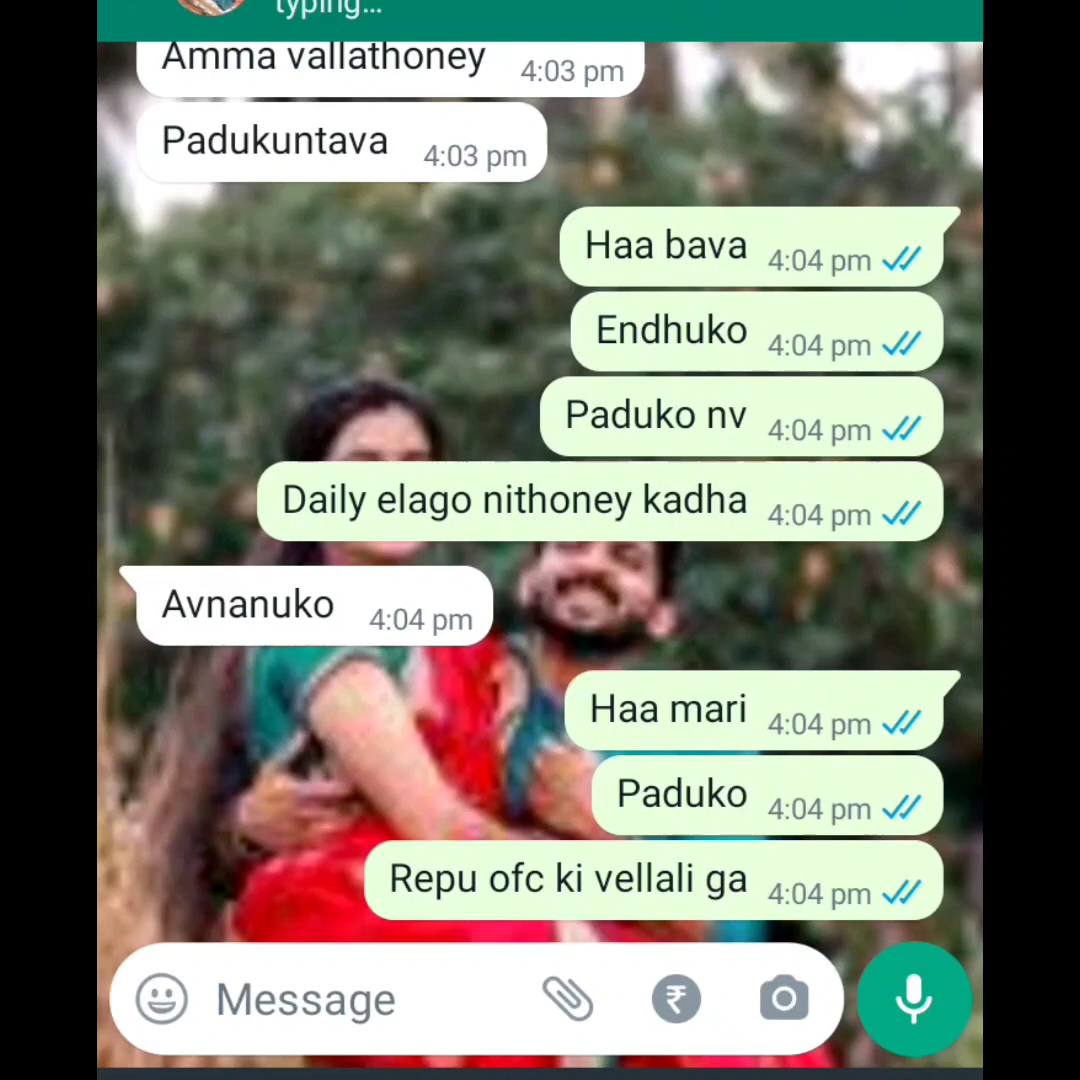 typing...
Amma vallathoney 4:03 pm
Padukuntava 4:03 pm
Haa bava 4:04 pm
Endhuko 4:04 pm
Paduko nv 4:04 pm
Daily elago nithoney kadha 4:04 pm
Avnanuko 4:04 pm
Haa mari 4:04 pm
Paduko 4:04 pm
Repu ofc ki vellali ga 4:04 pm
Message